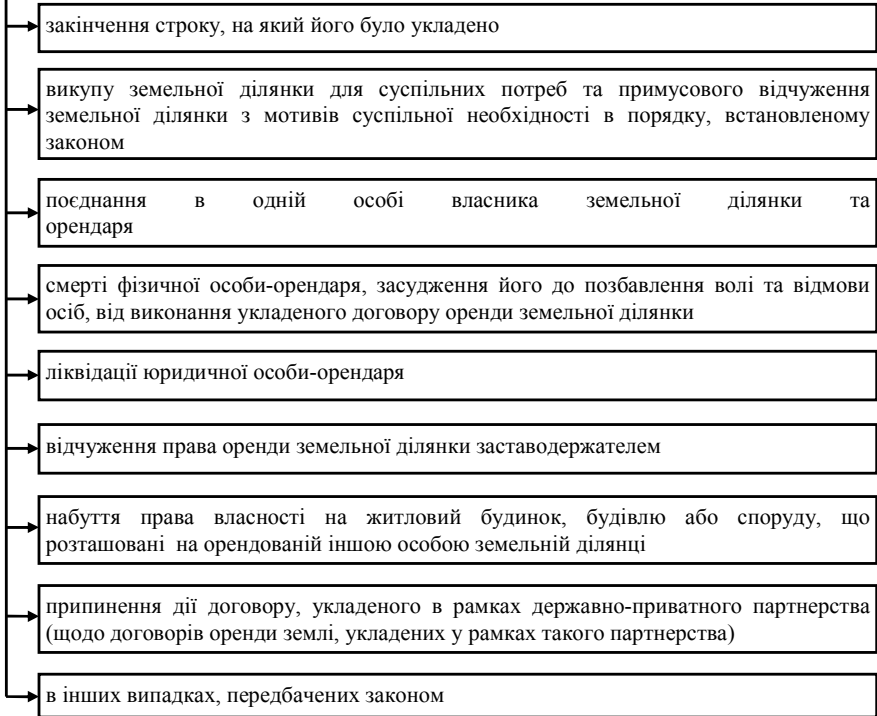 закінчення строку, на який його було укладено
викупу земельної ділянки для суспільних потреб та примусового відчуження
земельної ділянки з мотивів суспільної необхідності в порядку, встановленому
законом
поєднання в одній особі власника земельної ділянки та
орендаря
смерті фізичної особи-орендаря, засудження його до позбавлення волі та відмови
осіб, від виконання укладеного договору оренди земельної ділянки
ліквідації юридичної особи-орендаря
відчуження права оренди земельної ділянки заставодержателем
набуття права власності на житловий будинок, будівлю або споруду, що
розташовані на орендованій іншою особою земельній ділянці
припинення дії договору, укладеного в рамках державно-приватного партнерства
(щодо договорів оренди землі, укладених у рамках такого партнерства)
в інших випадках, передбачених законом